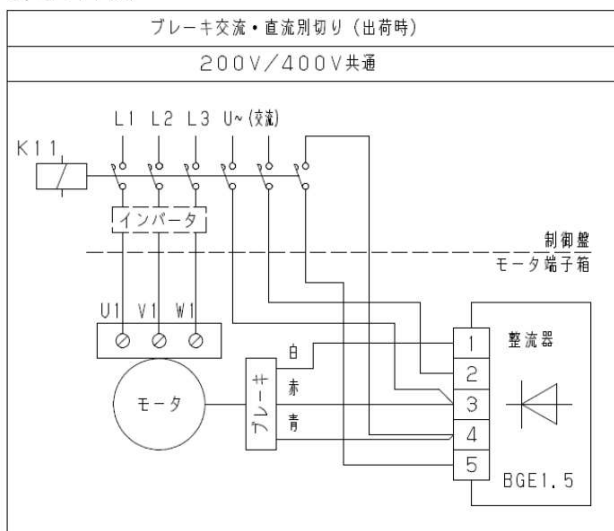 ブレーキ交流・直流別切り(出荷時)
200V/400V共通
L1 L2 L3 U~(交流)
K11
インバータ
制御盤
モータ端子箱
U1 V1 W1
モータ
ブレーキ
白
赤
青
1
2
3
4
5
整流器
BGE1.5